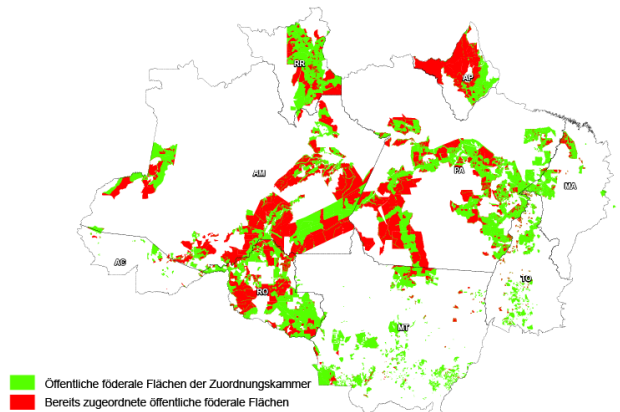 RR
AP
AM
PA
MA
AC
RO
TO
MT
Öffentliche föderale Flächen der Zuordnungskammer
Bereits zugeordnete öffentliche föderale Flächen